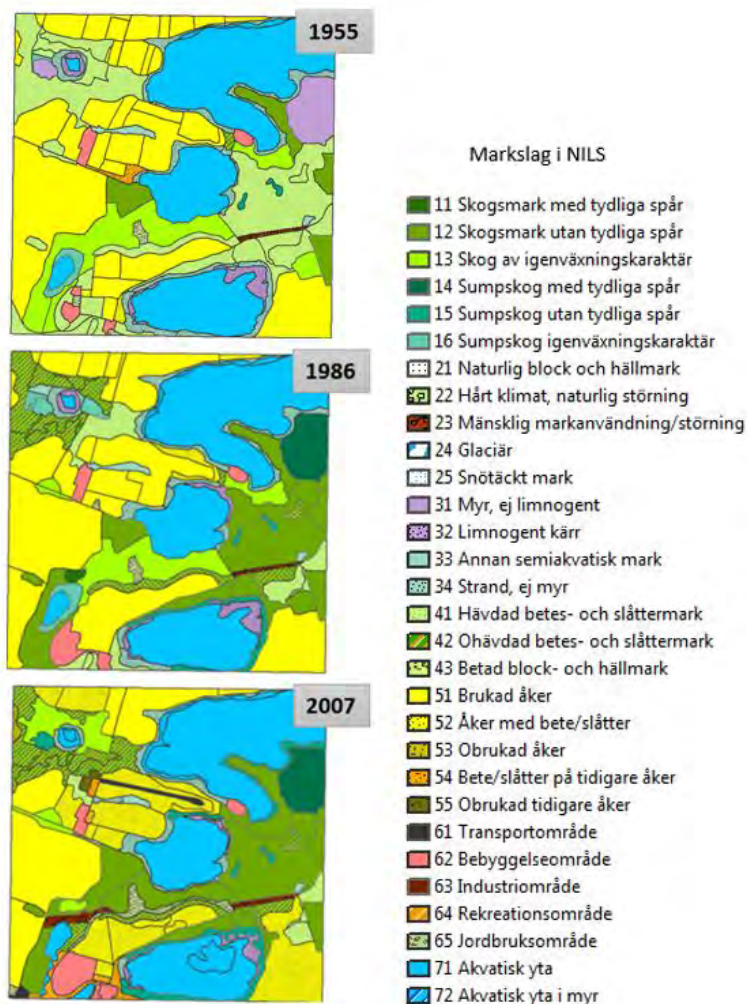 1955
1986
2007
Markslag i NILS
11 Skogsmark med tydliga spår
12 Skogsmark utan tydliga spår
13 Skog av igenväxningskaraktär
14 Sumpskog med tydliga spår
15 Sumpskog utan tydliga spår
16 Sumpskog igenväxningskaraktär
21 Naturlig block och hällmark
22 Hårt klimat, naturlig störning
23 Mänsklig markanvändning/störning
24 Glaciär
25 Snötäckt mark
31 Myr, ej limnogent
32 Limnogent kärr
33 Annan semiakvatisk mark
34 Strand, ej myr
41 Hävdad betes- och slåttermark
42 Ohävdad betes- och slåttermark
43 Betad block- och hällmark
51 Brukad åker
52 Åker med bete/slåtter
53 Obrukad åker
54 Bete/slåtter på tidigare åker
55 Obrukad tidigare åker
61 Transportområde
62 Bebyggelseområde
63 Industriområde
64 Rekreationsområde
65 Jordbruksområde
71 Akvatisk yta
72 Akvatisk yta i myr